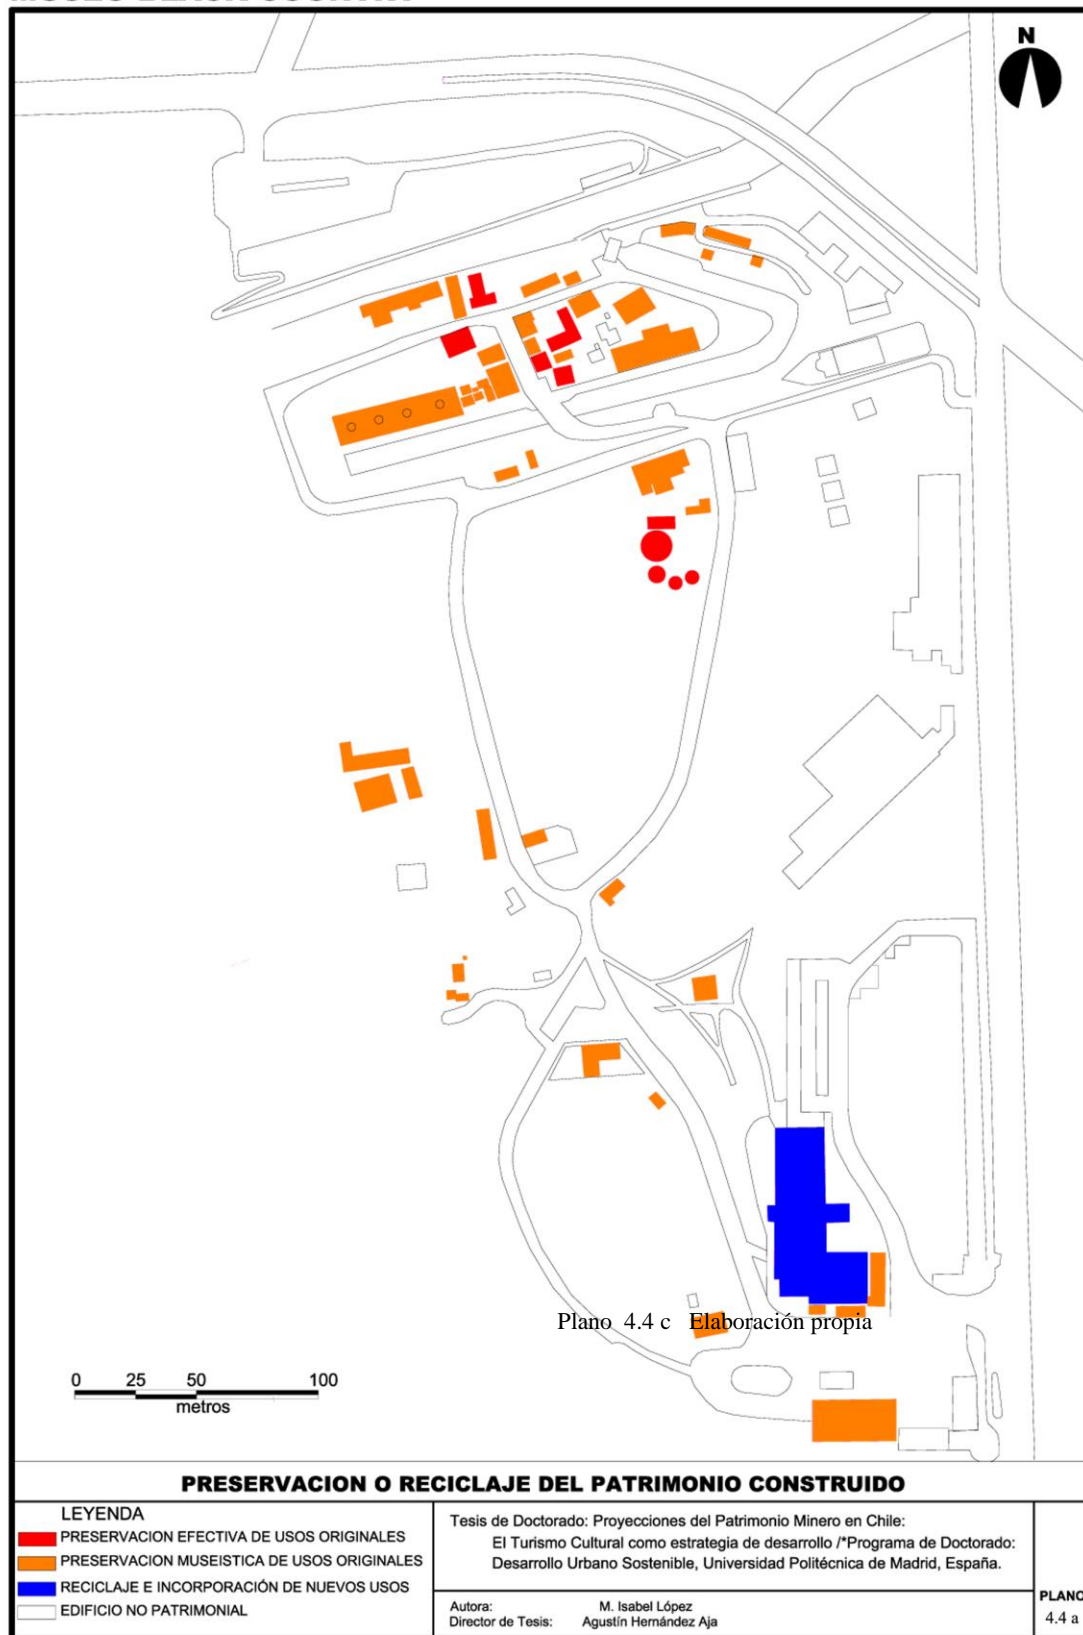 N
Plano 4.4 c Elaboración propia
0 25 50 100
metros
PRESERVACION O RECICLAJE DEL PATRIMONIO CONSTRUIDO
LEYENDA
PRESERVACION EFECTIVA DE USOS ORIGINALES
PRESERVACION MUSEISTICA DE USOS ORIGINALES
RECICLAJE E INCORPORACIÓN DE NUEVOS USOS
EDIFICIO NO PATRIMONIAL
Tesis de Doctorado: Proyecciones del Patrimonio Minero en Chile:
El Turismo Cultural como estrategia de desarrollo /*Programa de Doctorado:
Desarrollo Urbano Sostenible, Universidad Politécnica de Madrid, España.
Autora: M. Isabel López
Director de Tesis: Agustín Hernández Aja
PLANO
4.4 a